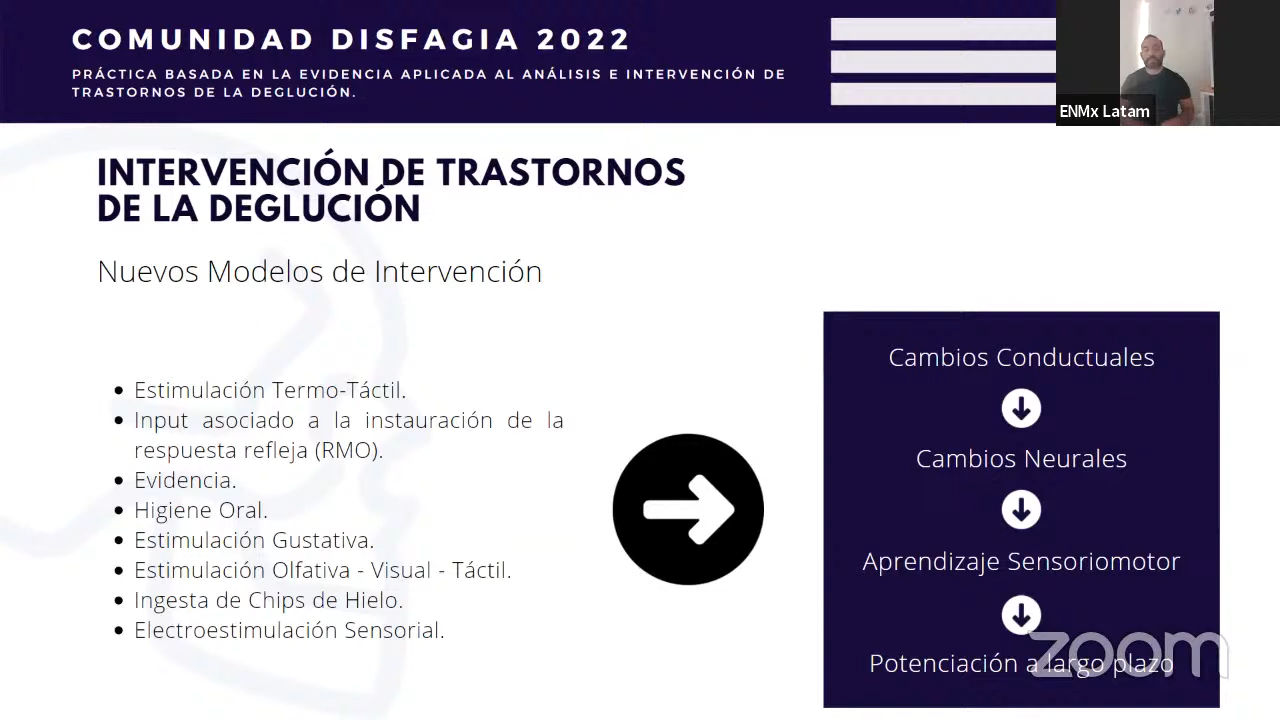 COMUNIDAD DISFAGIA 2022
PRÁCTICA BASADA EN LA EVIDENCIA APLICADA AL ANÁLISIS E INTERVENCIÓN DE
TRASTORNOS DE LA DEGLUCIÓN.
ENMx Latam
INTERVENCIÓN DE TRASTORNOS
DE LA DEGLUCIÓN
Nuevos Modelos de Intervención
• Estimulación Termo-Táctil.
• Input asociado a la instauración de la
respuesta refleja (RMO).
• Evidencia.
• Higiene Oral.
• Estimulación Gustativa.
• Estimulación Olfativa - Visual - Táctil.
• Ingesta de Chips de Hielo.
• Electroestimulación Sensorial.
Cambios Conductuales
Cambios Neurales
Aprendizaje Sensoriomotor
Potenciación a largo plazo
zoom